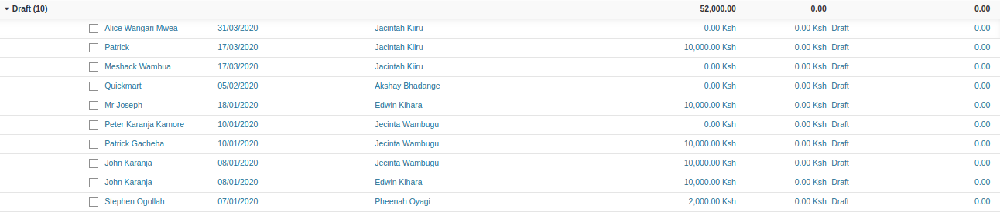 Draft (10) 52,000.00 0.00 0.00
Alice Wangari Mwea 31/03/2020 Jacintah Kiiru 0.00 Ksh 0.00 Ksh Draft 0.00
Patrick 17/03/2020 Jacintah Kiiru 10,000.00 Ksh 0.00 Ksh Draft 0.00
Meshack Wambua 17/03/2020 Jacintah Kiiru 0.00 Ksh 0.00 Ksh Draft 0.00
Quickmart 05/02/2020 Akshay Bhadange 0.00 Ksh 0.00 Ksh Draft 0.00
Mr Joseph 18/01/2020 Edwin Kihara 10,000.00 Ksh 0.00 Ksh Draft 0.00
Peter Karanja Kamore 10/01/2020 Jecinta Wambugu 0.00 Ksh 0.00 Ksh Draft 0.00
Patrick Gacheha 10/01/2020 Jecinta Wambugu 10,000.00 Ksh 0.00 Ksh Draft 0.00
John Karanja 08/01/2020 Jecinta Wambugu 10,000.00 Ksh 0.00 Ksh Draft 0.00
John Karanja 08/01/2020 Edwin Kihara 10,000.00 Ksh 0.00 Ksh Draft 0.00
Stephen Ogollah 07/01/2020 Pheenah Oyagi 2,000.00 Ksh 0.00 Ksh Draft 0.00